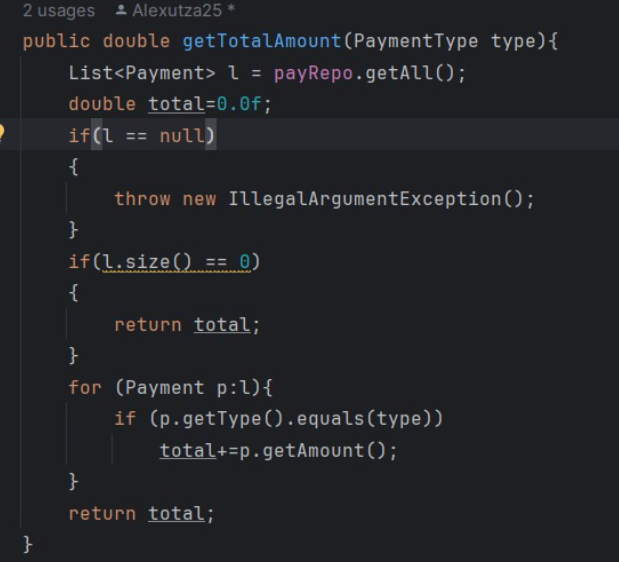 2 usages Alexutza25 *
public double getTotalAmount(PaymentType type){
    List<Payment> l = payRepo.getAll();
    double total=0.0f;
    if(l == null)
    {
        throw new IllegalArgumentException();
    }
    if(l.size() == 0)
    {
        return total;
    }
    for (Payment p:l){
        if (p.getType().equals(type))
            total+=p.getAmount();
    }
    return total;
}